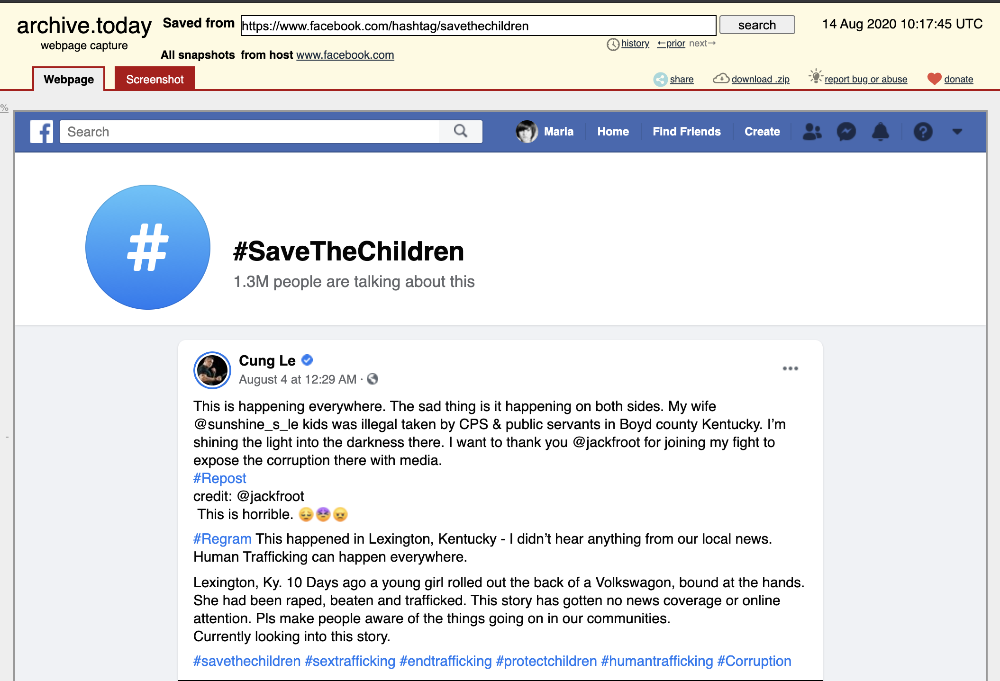 archive.today
webpage capture
Saved from https://www.facebook.com/hashtag/savethechildren search 14 Aug 2020 10:17:45 UTC
history ←prior next→
All snapshots from host www.facebook.com
Webpage Screenshot share download .zip report bug or abuse donate
%
Search Maria Home Find Friends Create
#
#SaveTheChildren
1.3M people are talking about this
Cung Le
August 4 at 12:29 AM ·
This is happening everywhere. The sad thing is it happening on both sides. My wife
@sunshine_s_le kids was illegal taken by CPS & public servants in Boyd county Kentucky. I’m
shining the light into the darkness there. I want to thank you @jackfroot for joining my fight to
expose the corruption there with media.
#Repost
credit: @jackfroot
This is horrible. 😔😣😠
#Regram This happened in Lexington, Kentucky - I didn’t hear anything from our local news.
Human Trafficking can happen everywhere.
Lexington, Ky. 10 Days ago a young girl rolled out the back of a Volkswagon, bound at the hands.
She had been raped, beaten and trafficked. This story has gotten no news coverage or online
attention. Pls make people aware of the things going on in our communities.
Currently looking into this story.
#savethechildren #sextrafficking #endtrafficking #protectchildren #humantrafficking #Corruption